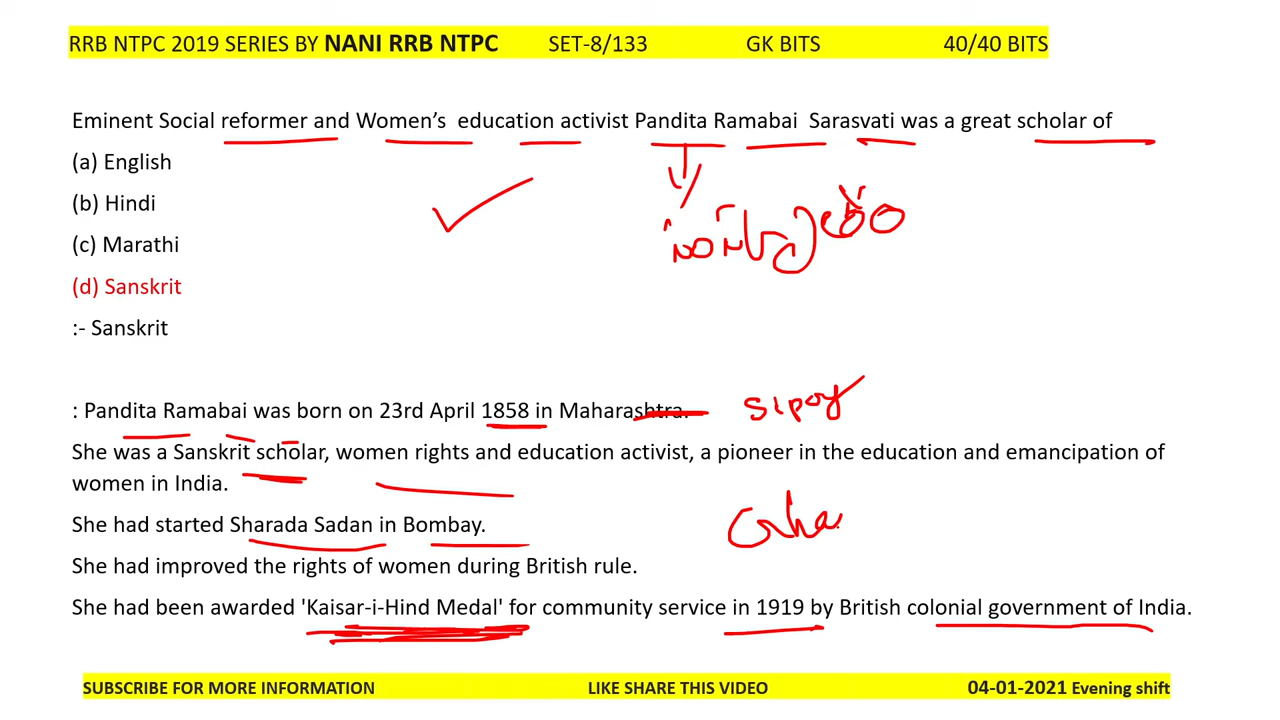 RRB NTPC 2019 SERIES BY NANI RRB NTPC SET-8/133 GK BITS 40/40 BITS
Eminent Social reformer and Women's education activist Pandita Ramabai Sarasvati was a great scholar of
(a) English
(b) Hindi
(c) Marathi
(d) Sanskrit
:- Sanskrit
: Pandita Ramabai was born on 23rd April 1858 in Maharashtra.
sipoy
She was a Sanskrit scholar, women rights and education activist, a pioneer in the education and emancipation of
women in India.
She had started Sharada Sadan in Bombay.
She had improved the rights of women during British rule.
She had been awarded 'Kaisar-i-Hind Medal' for community service in 1919 by British colonial government of India.
SUBSCRIBE FOR MORE INFORMATION LIKE SHARE THIS VIDEO 04-01-2021 Evening shift